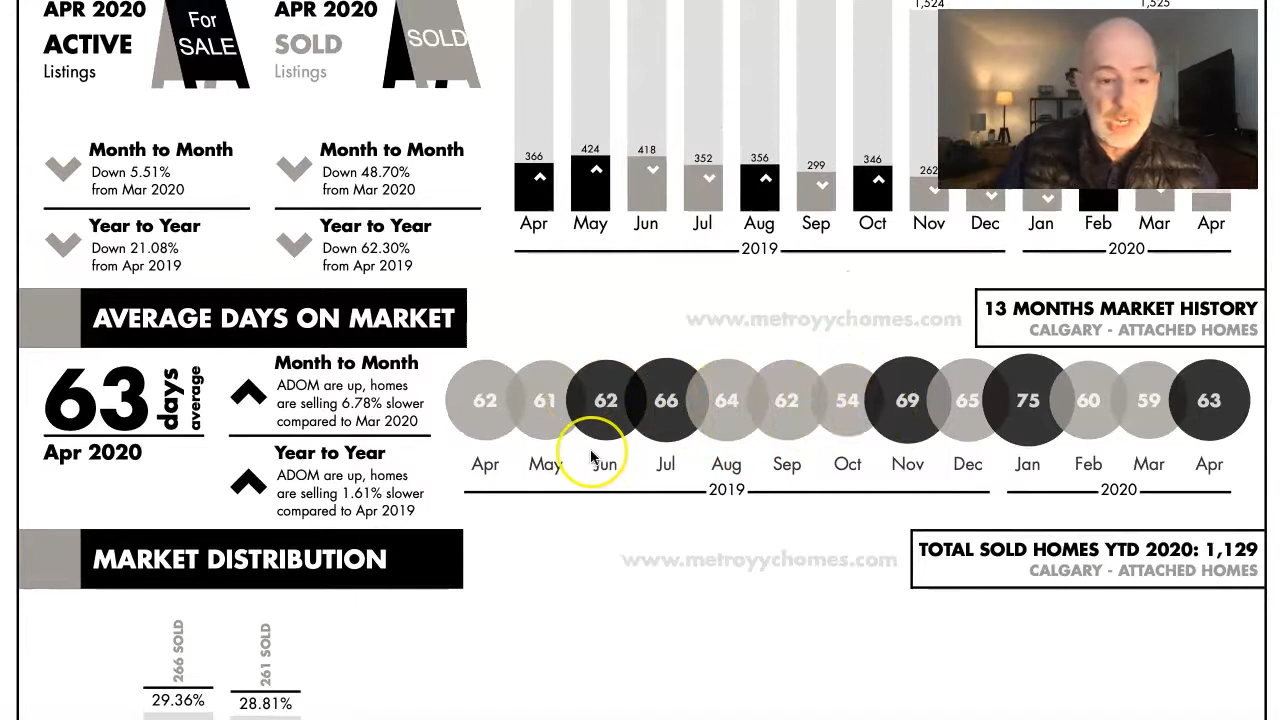 1,524
1,525
APR 2020
ACTIVE
Listings
For
SALE
APR 2020
SOLD
Listings
SOLD
Month to Month
Down 5.51%
from Mar 2020
Month to Month
Down 48.70%
from Mar 2020
Year to Year
Down 21.08%
from Apr 2019
Year to Year
Down 62.30%
from Apr 2019
366 424 418 352 356 299 346 262
Apr May Jun Jul Aug Sep Oct Nov Dec Jan Feb Mar Apr
2019 2020
AVERAGE DAYS ON MARKET
www.metroyychomes.com
13 MONTHS MARKET HISTORY
CALGARY - ATTACHED HOMES
63 days average
Apr 2020
Month to Month
ADOM are up, homes
are selling 6.78% slower
compared to Mar 2020
Year to Year
ADOM are up, homes
are selling 1.61% slower
compared to Apr 2019
62 61 62 66 64 62 54 69 65 75 60 59 63
Apr May Jun Jul Aug Sep Oct Nov Dec Jan Feb Mar Apr
2019 2020
MARKET DISTRIBUTION
www.metroyychomes.com
TOTAL SOLD HOMES YTD 2020: 1,129
CALGARY - ATTACHED HOMES
266 SOLD
261 SOLD
29.36%
28.81%